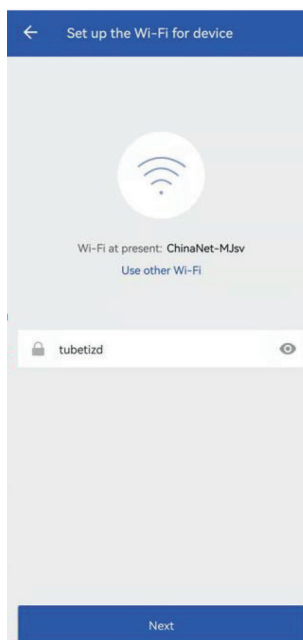 Set up the Wi-Fi for device
Wi-Fi at present: ChinaNet-MJsv
Use other Wi-Fi
tubetizd
Next